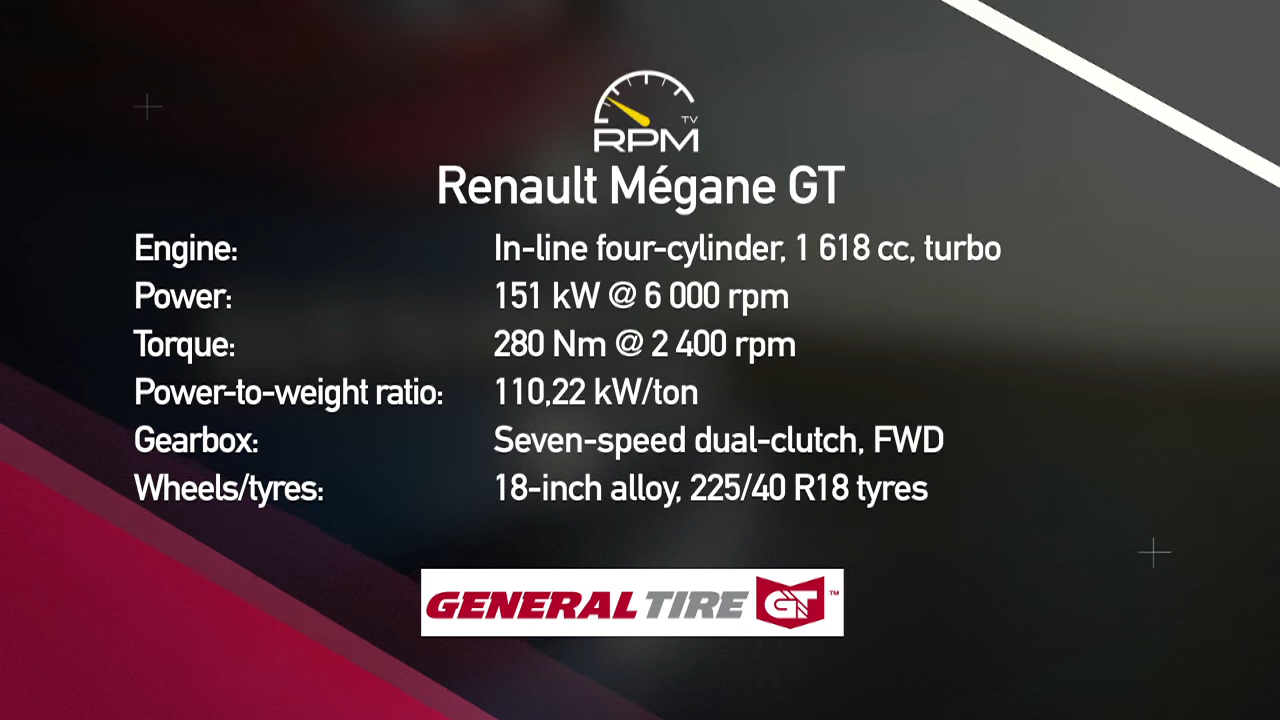 TV
RPM
Renault Mégane GT
Engine: In-line four-cylinder, 1 618 cc, turbo
Power: 151 kW @ 6 000 rpm
Torque: 280 Nm @ 2 400 rpm
Power-to-weight ratio: 110,22 kW/ton
Gearbox: Seven-speed dual-clutch, FWD
Wheels/tyres: 18-inch alloy, 225/40 R18 tyres
GENERAL TIRE GT™